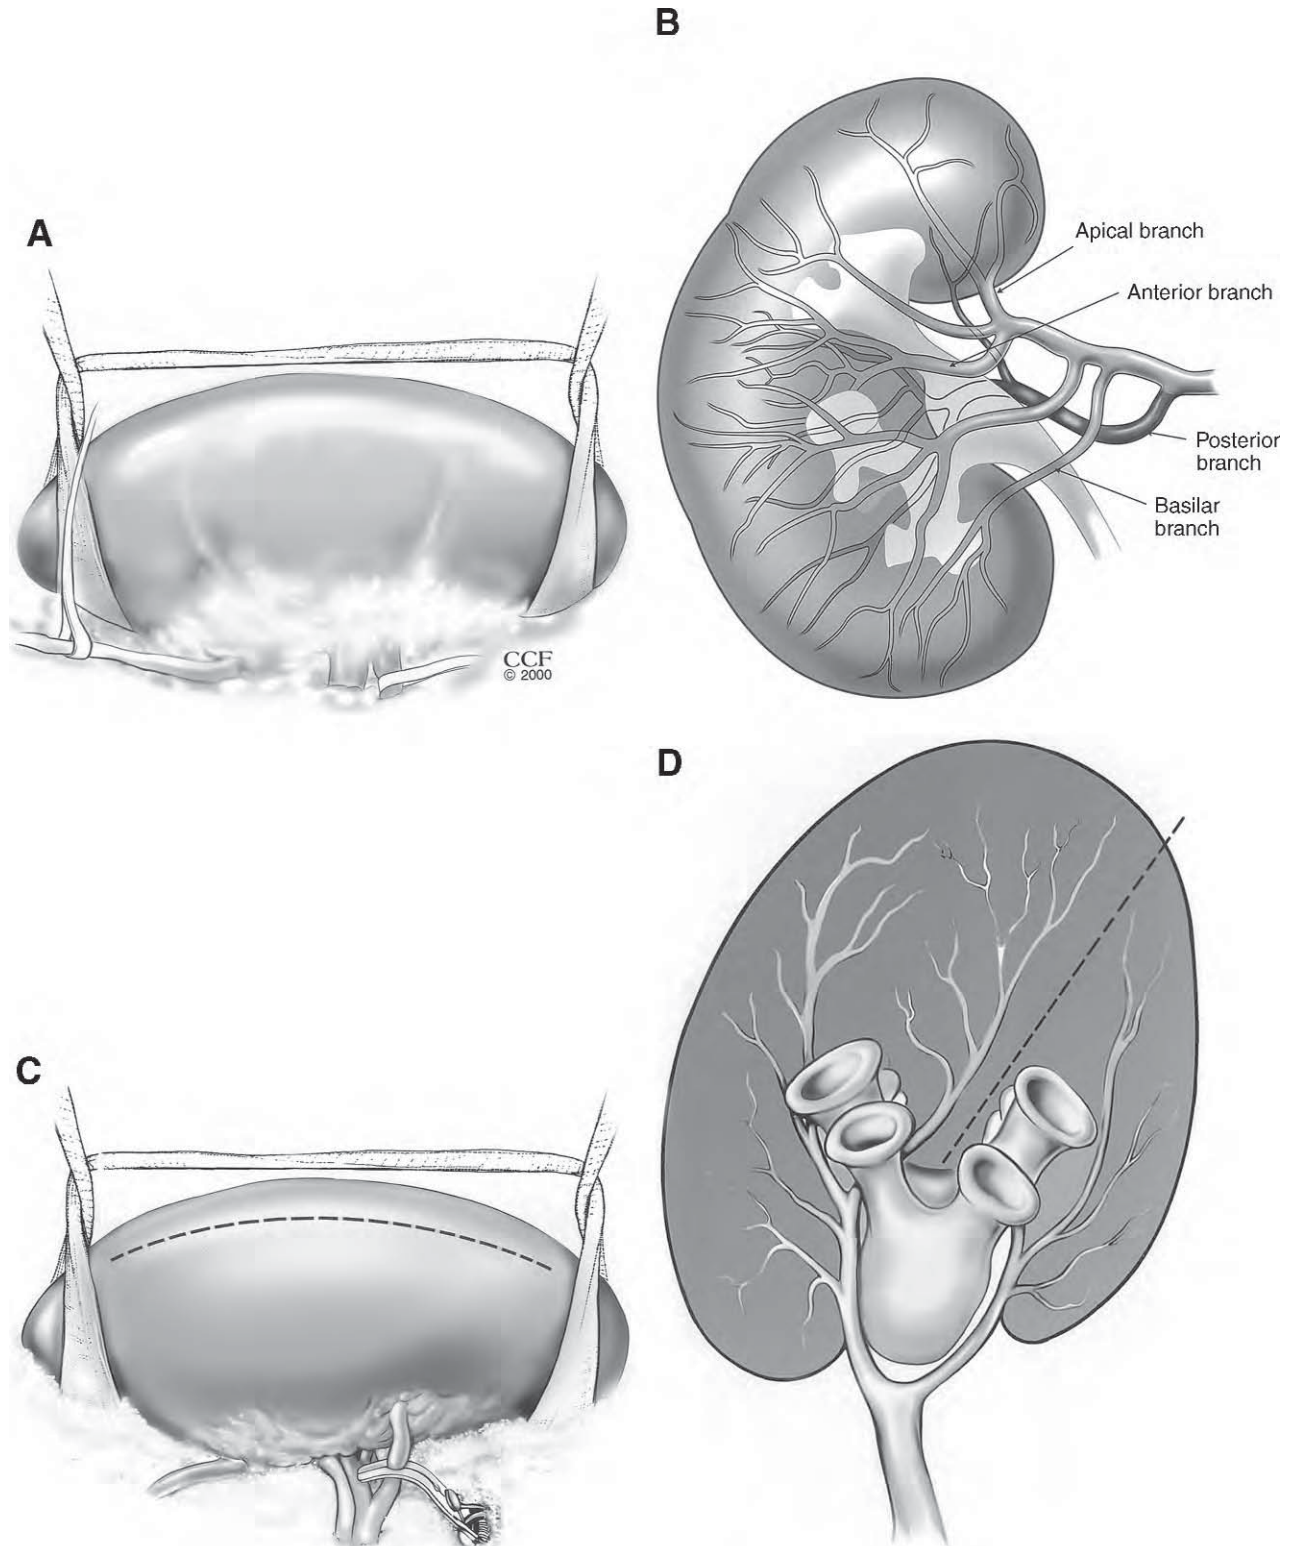 B
A
Apical branch
Anterior branch
Posterior
branch
Basilar
branch
CCF
© 2000
D
C